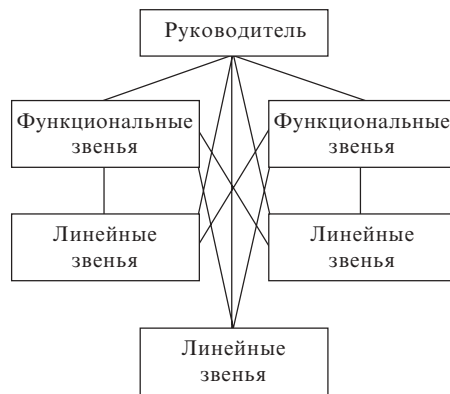 Руководитель
Функциональные
звенья
Функциональные
звенья
Линейные
звенья
Линейные
звенья
Линейные
звенья